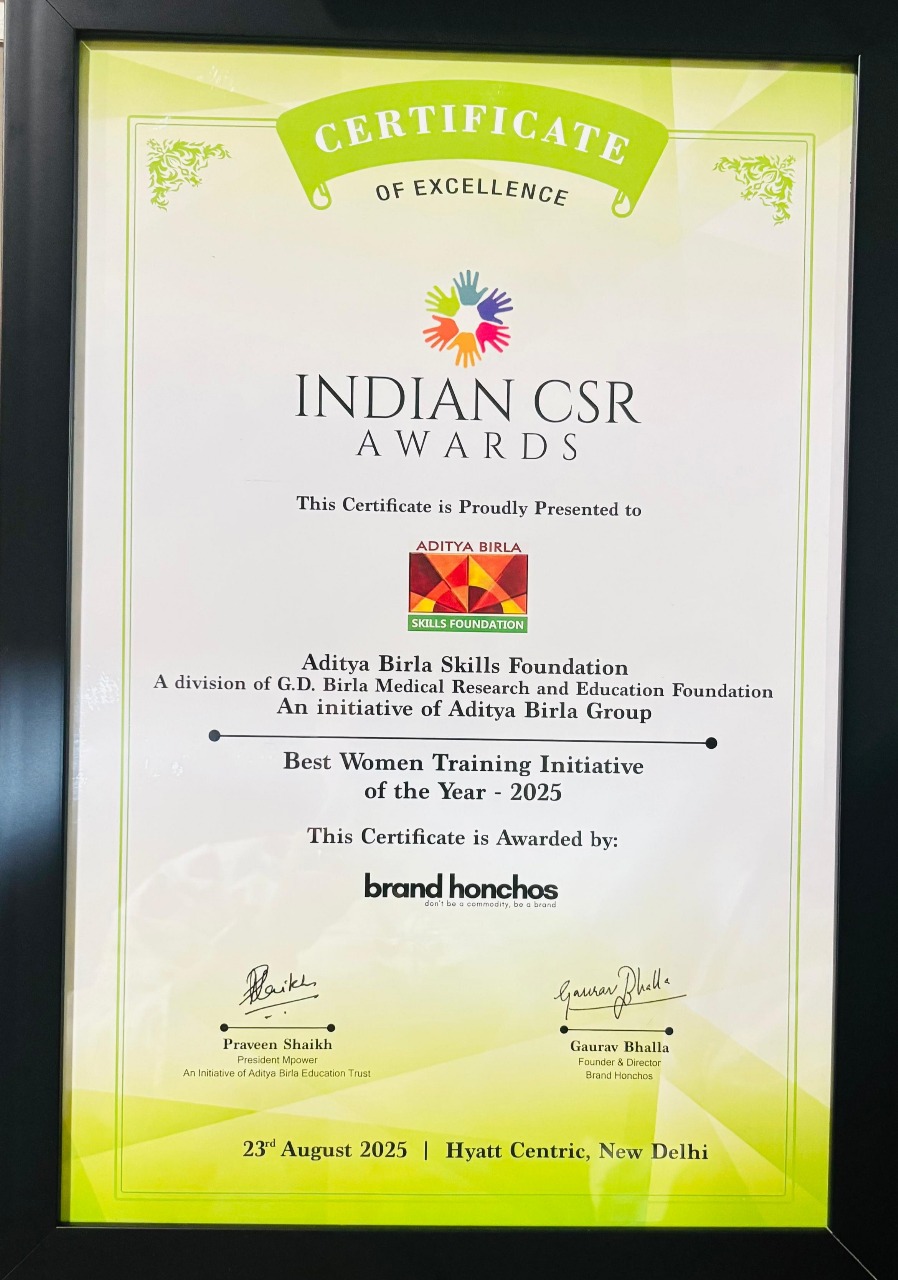 CERTIFICATE
OF EXCELLENCE
INDIAN CSR
AWARDS
This Certificate is Proudly Presented to
ADITYA BIRLA
SKILLS FOUNDATION
Aditya Birla Skills Foundation
A division of G.D. Birla Medical Research and Education Foundation
An initiative of Aditya Birla Group
Best Women Training Initiative
of the Year - 2025
This Certificate is Awarded by:
brand honchos
don't be a commodity, be a brand
Gaurav Bhalla
Praveen Shaikh
President Mpower
An Initiative of Aditya Birla Education Trust
Gaurav Bhalla
Founder & Director
Brand Honchos
23rd August 2025 | Hyatt Centric, New Delhi